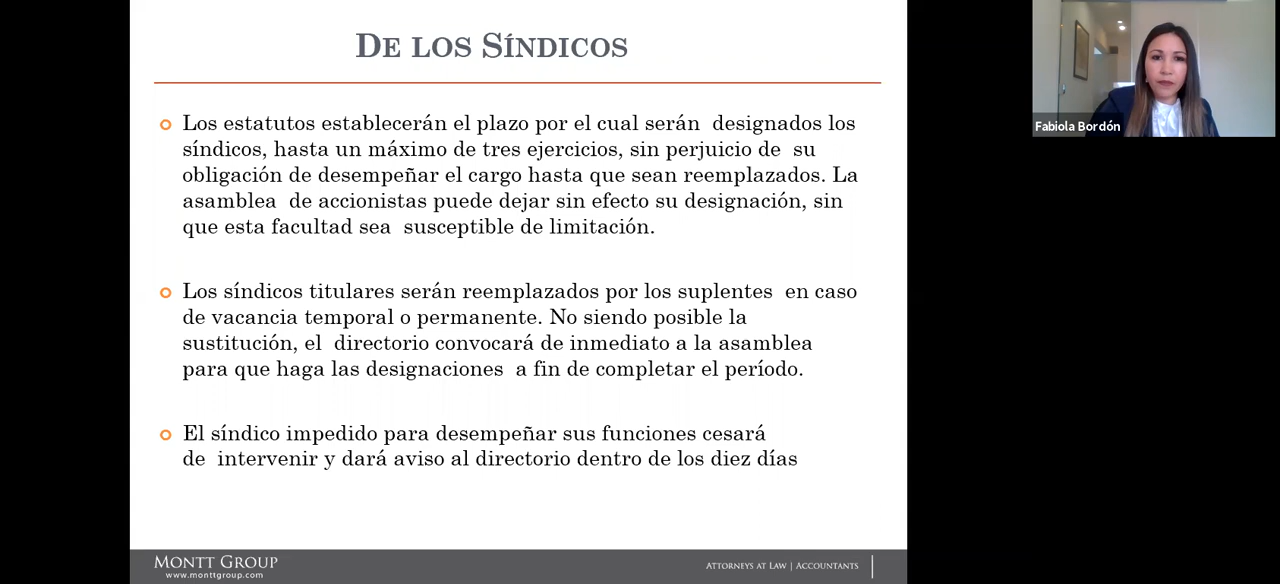 De los Síndicos
Los estatutos establecerán el plazo por el cual serán designados los
síndicos, hasta un máximo de tres ejercicios, sin perjuicio de su
obligación de desempeñar el cargo hasta que sean reemplazados. La
asamblea de accionistas puede dejar sin efecto su designación, sin
que esta facultad sea susceptible de limitación.
Los síndicos titulares serán reemplazados por los suplentes en caso
de vacancia temporal o permanente. No siendo posible la
sustitución, el directorio convocará de inmediato a la asamblea
para que haga las designaciones a fin de completar el período.
El síndico impedido para desempeñar sus funciones cesará
de intervenir y dará aviso al directorio dentro de los diez días
Montt Group
www.monttgroup.com
Attorneys at Law | Accountants
Fabiola Bordón